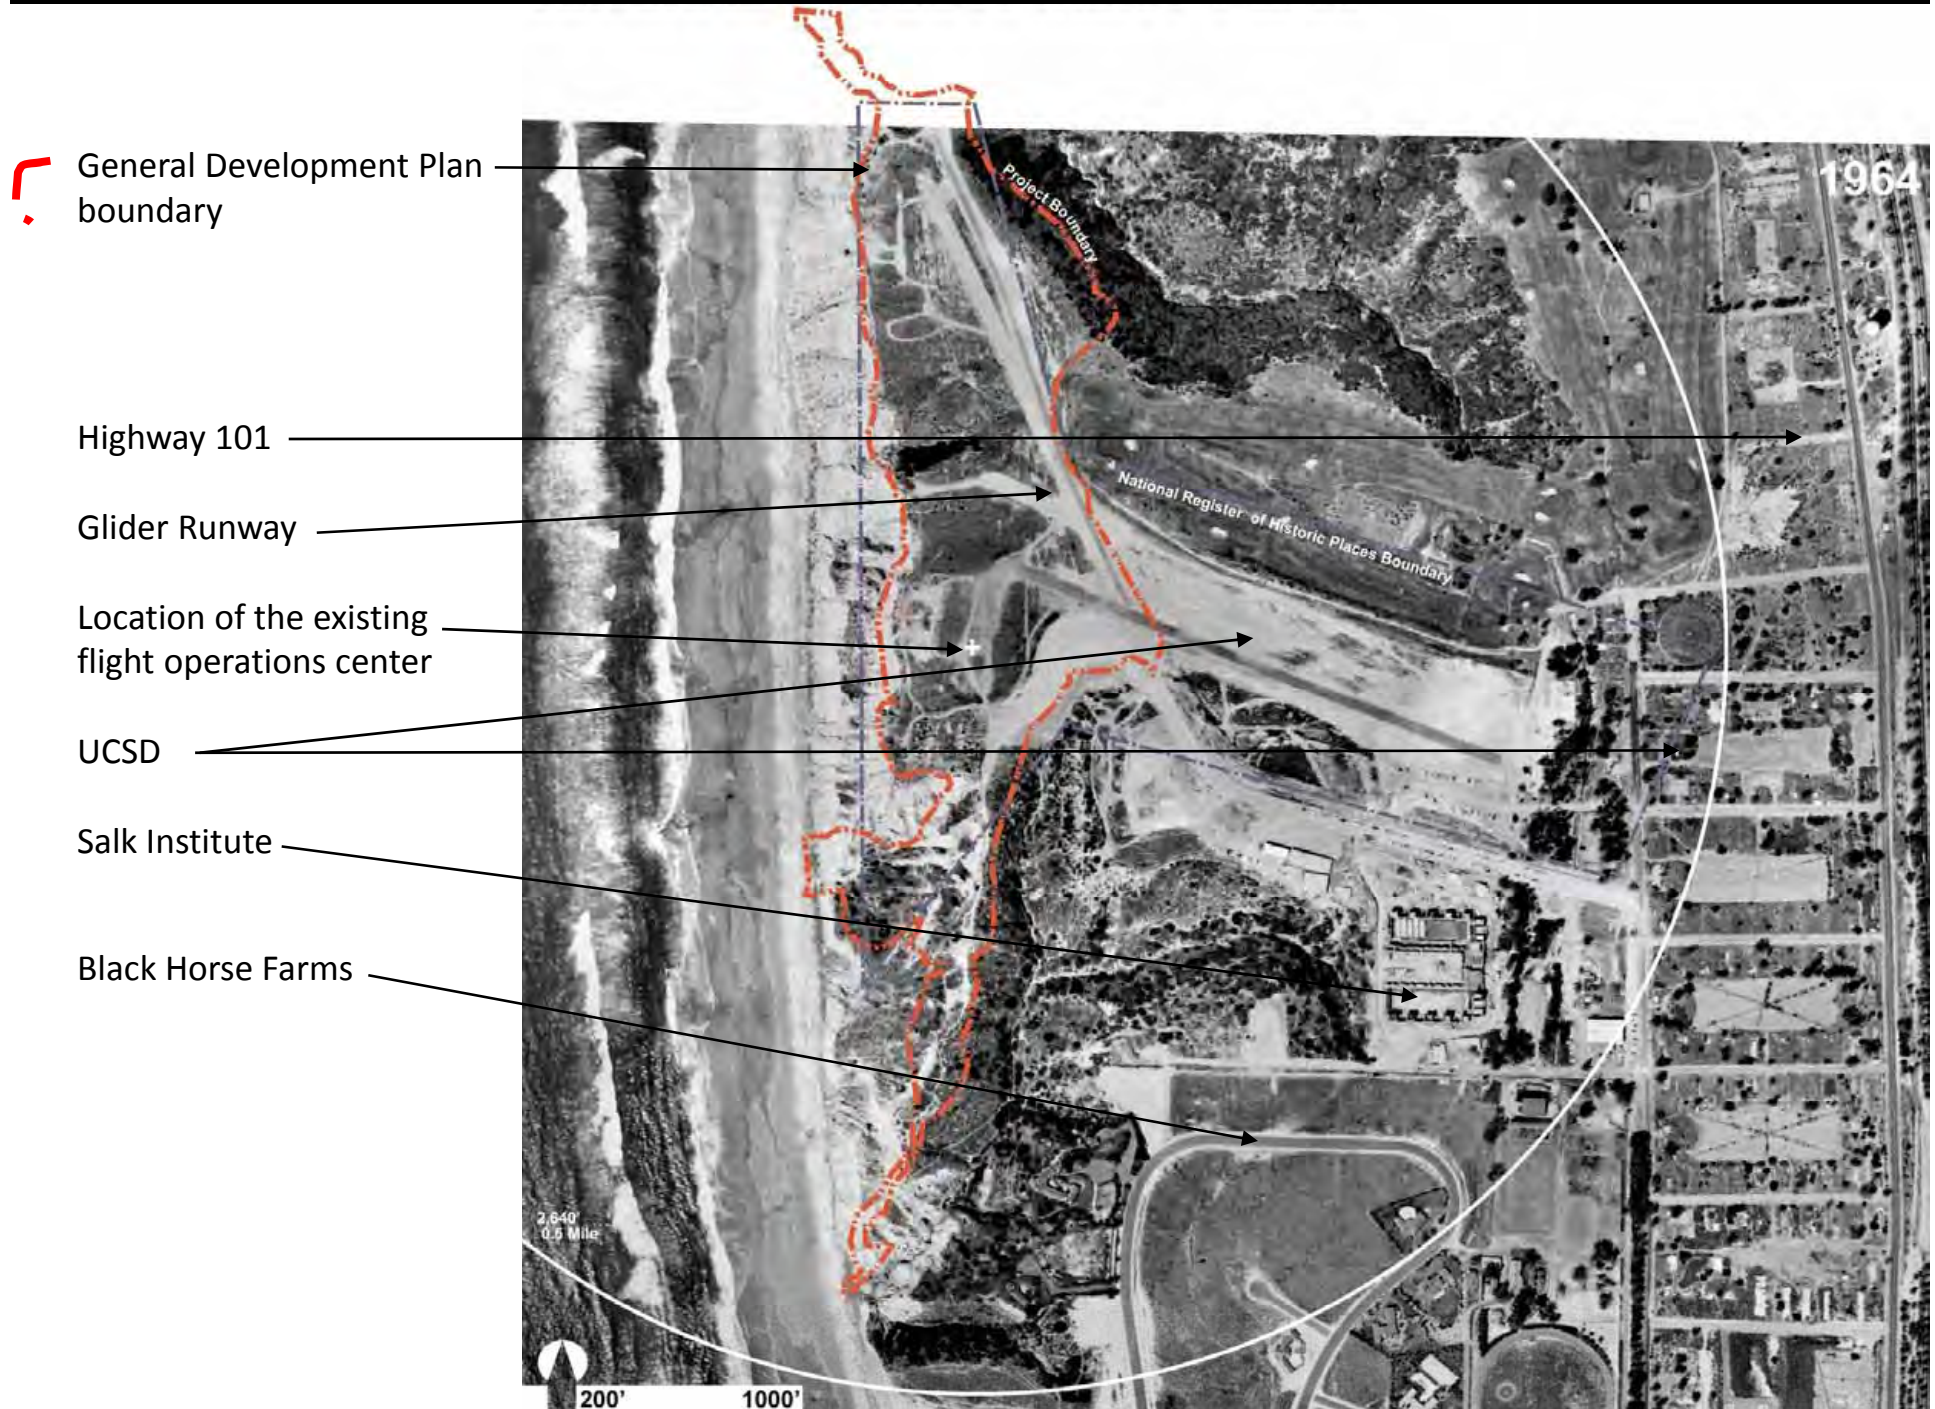 General Development Plan
boundary
Highway 101
Glider Runway
Location of the existing
flight operations center
UCSD
Salk Institute
Black Horse Farms
1964
Project Boundary
National Register of Historic Places Boundary
2,640'
0.5 Mile
200'
1000'